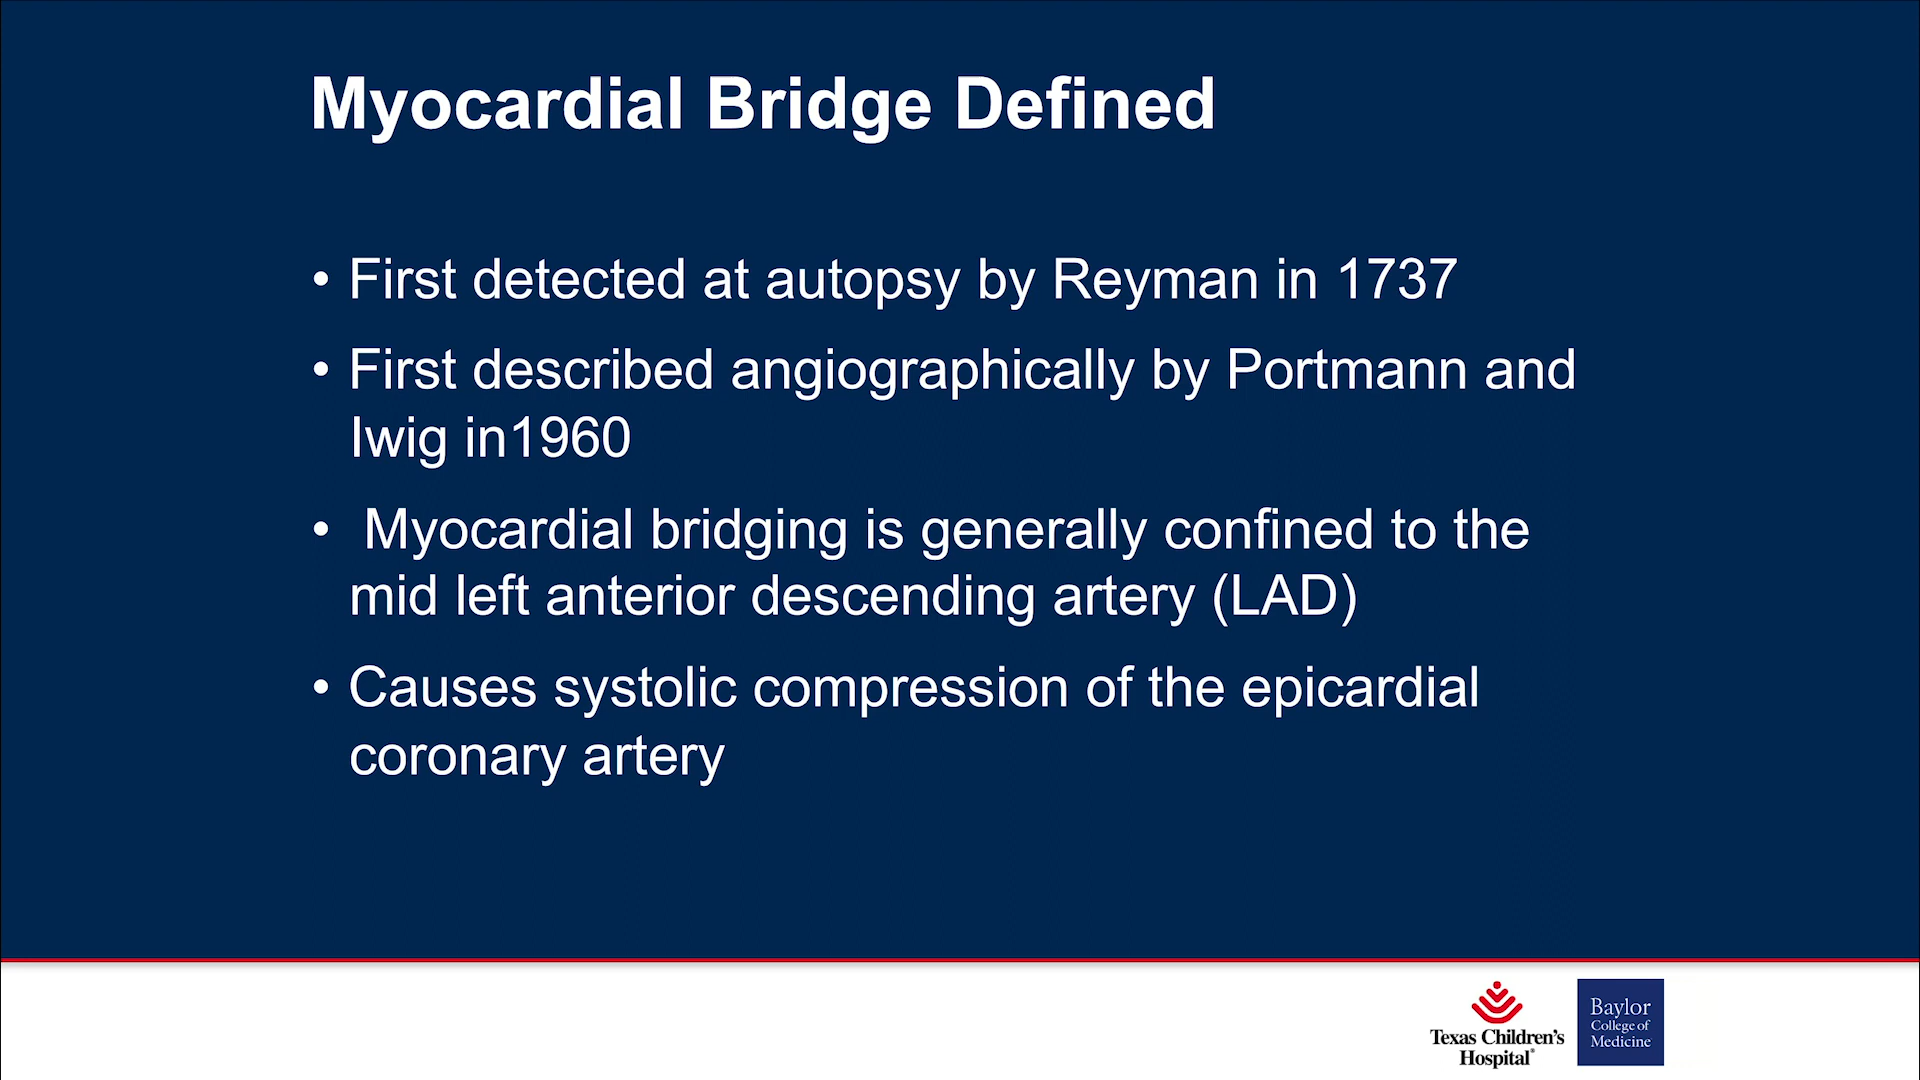 Myocardial Bridge Defined
• First detected at autopsy by Reyman in 1737
• First described angiographically by Portmann and
Iwig in1960
• Myocardial bridging is generally confined to the
mid left anterior descending artery (LAD)
• Causes systolic compression of the epicardial
coronary artery
Texas Children's
Hospital®
Baylor
College of
Medicine